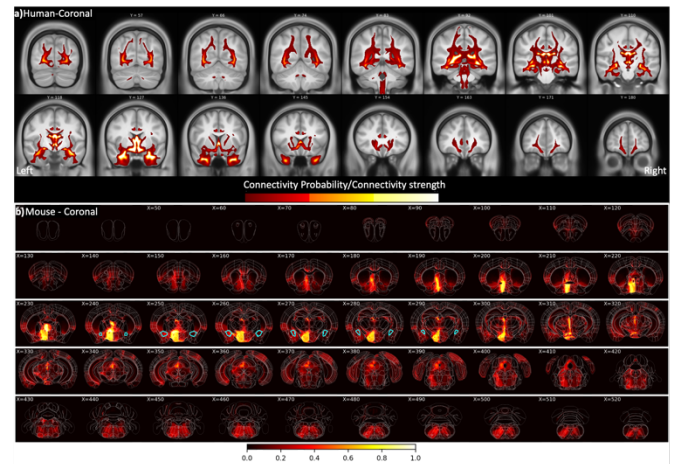 a)Human-Coronal
Left
Right
Connectivity Probability/Connectivity strength
b)Mouse - Coronal
X=50 X=60 X=70 X=80 X=90 X=100 X=110 X=120
X=130 X=140 X=150 X=160 X=170 X=180 X=190 X=200 X=210 X=220
X=230 X=240 X=250 X=260 X=270 X=280 X=290 X=300 X=310 X=320
X=330 X=340 X=350 X=360 X=370 X=380 X=390 X=400 X=410 X=420
X=430 X=440 X=450 X=460 X=470 X=480 X=490 X=500 X=510 X=520
0.0 0.2 0.4 0.6 0.8 1.0